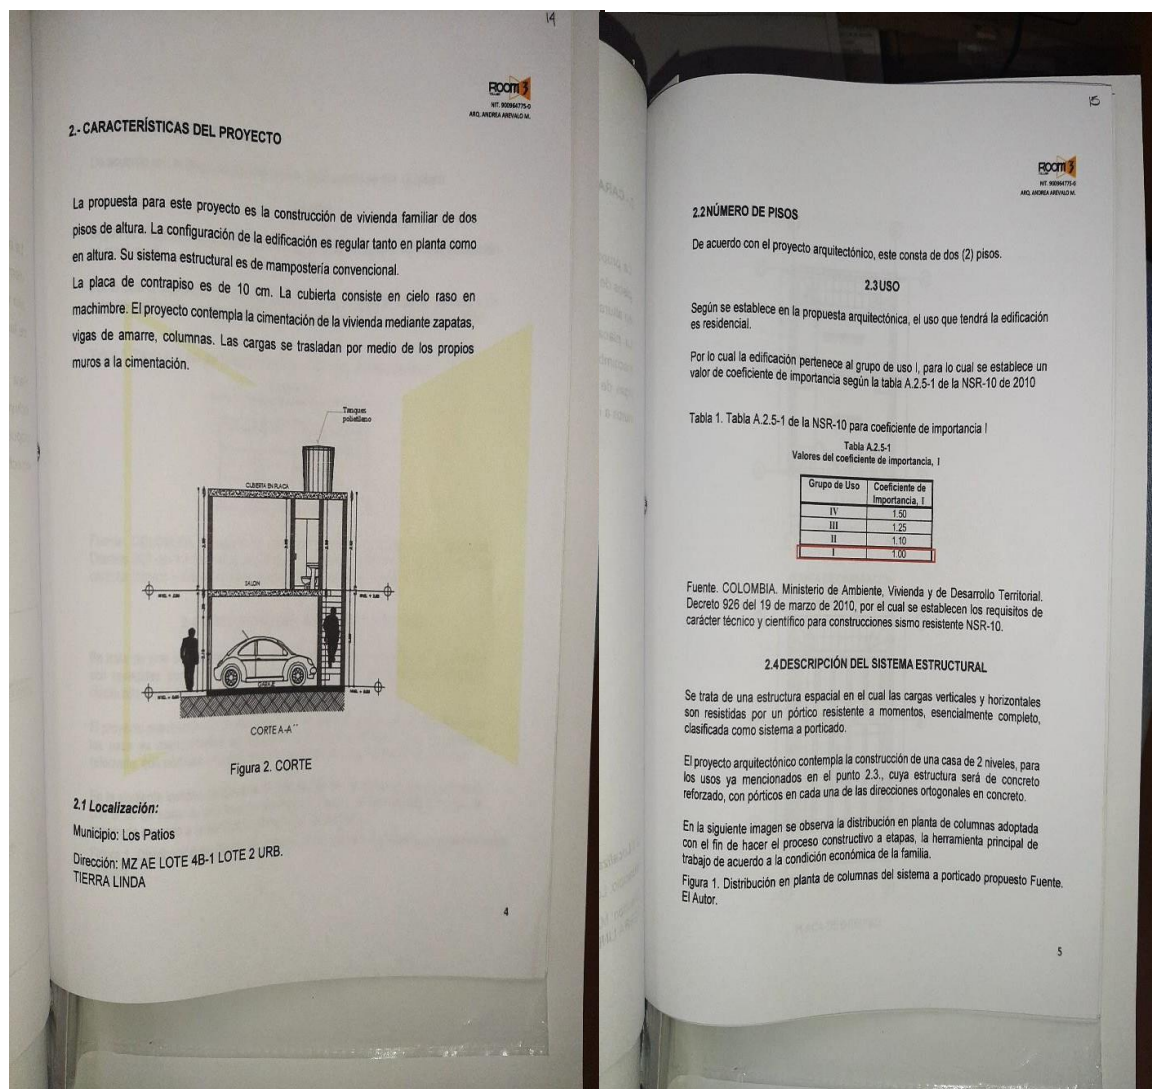 14
ROOM 3
NIT. 900964775-0
ARQ. ANDREA AREVALO M.
2.- CARACTERÍSTICAS DEL PROYECTO
La propuesta para este proyecto es la construcción de vivienda familiar de dos
pisos de altura. La configuración de la edificación es regular tanto en planta como
en altura. Su sistema estructural es de mampostería convencional.
La placa de contrapiso es de 10 cm. La cubierta consiste en cielo raso en
machimbre. El proyecto contempla la cimentación de la vivienda mediante zapatas,
vigas de amarre, columnas. Las cargas se trasladan por medio de los propios
muros a la cimentación.
Tanques
polietileno
CUBIERTA EN PLACA
SALON
GARAJE
CORTE A-A¨
Figura 2. CORTE
2.1 Localización:
Municipio: Los Patios
Dirección: MZ AE LOTE 4B-1 LOTE 2 URB.
TIERRA LINDA
4
15
ROOM 3
NIT. 900964775-0
ARQ. ANDREA AREVALO M.
2.2 NÚMERO DE PISOS
De acuerdo con el proyecto arquitectónico, este consta de dos (2) pisos.
2.3 USO
Según se establece en la propuesta arquitectónica, el uso que tendrá la edificación
es residencial.
Por lo cual la edificación pertenece al grupo de uso I, para lo cual se establece un
valor de coeficiente de importancia según la tabla A.2.5-1 de la NSR-10 de 2010
Tabla 1. Tabla A.2.5-1 de la NSR-10 para coeficiente de importancia I
Tabla A.2.5-1
Valores del coeficiente de importancia, I
Grupo de Uso Coeficiente de
Importancia, I
IV 1.50
III 1.25
II 1.10
I 1.00
Fuente. COLOMBIA. Ministerio de Ambiente, Vivienda y de Desarrollo Territorial.
Decreto 926 del 19 de marzo de 2010, por el cual se establecen los requisitos de
carácter técnico y científico para construcciones sismo resistente NSR-10.
2.4 DESCRIPCIÓN DEL SISTEMA ESTRUCTURAL
Se trata de una estructura espacial en el cual las cargas verticales y horizontales
son resistidas por un pórtico resistente a momentos, esencialmente completo,
clasificada como sistema a porticado.
El proyecto arquitectónico contempla la construcción de una casa de 2 niveles, para
los usos ya mencionados en el punto 2.3., cuya estructura será de concreto
reforzado, con pórticos en cada una de las direcciones ortogonales en concreto.
En la siguiente imagen se observa la distribución en planta de columnas adoptada
con el fin de hacer el proceso constructivo a etapas, la herramienta principal de
trabajo de acuerdo a la condición económica de la familia.
Figura 1. Distribución en planta de columnas del sistema a porticado propuesto Fuente.
El Autor.
5